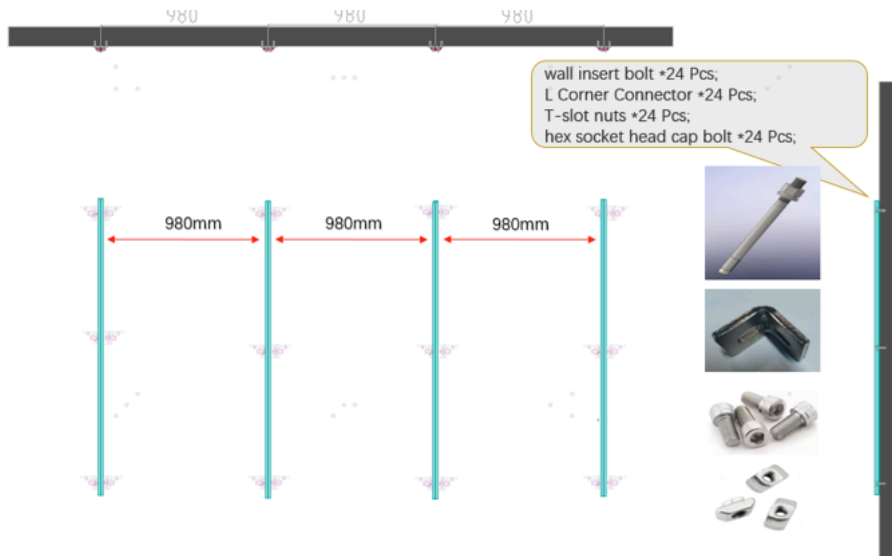 980 980 980
wall insert bolt *24 Pcs;
L Corner Connector *24 Pcs;
T-slot nuts *24 Pcs;
hex socket head cap bolt *24 Pcs;
980mm 980mm 980mm